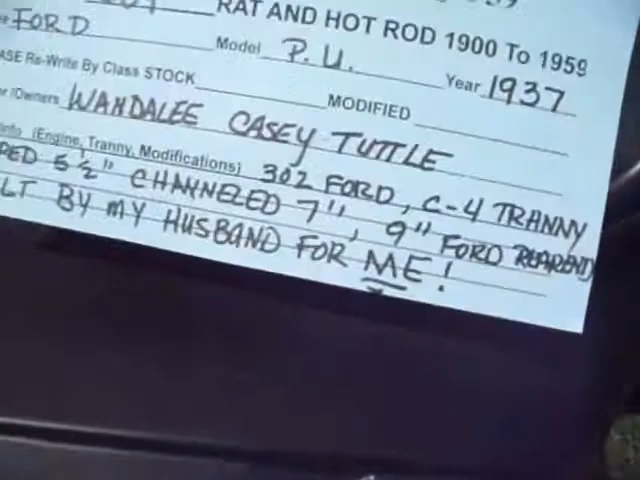 RAT AND HOT ROD 1900 To 1959
FORD Model P.U. Year 1937
ASE Re-Write By Class STOCK MODIFIED
/Owners WANDALEE CASEY TUTTLE
Info (Engine, Tranny, Modifications) 302 FORD, C-4 TRANNY
PED 5½" CHANNELED 7", 9" FORD REAREND
LT BY MY HUSBAND FOR ME!